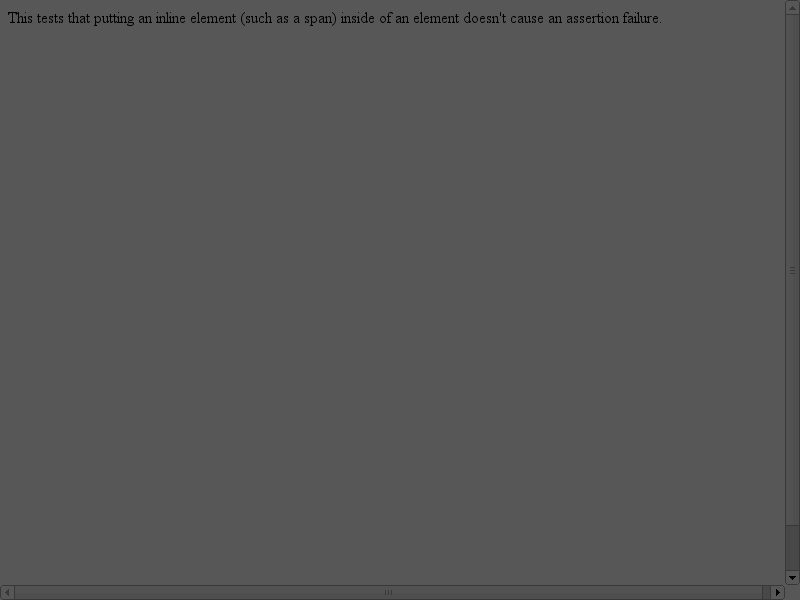 This tests that putting an inline element (such as a span) inside of an element doesn't cause an assertion failure.